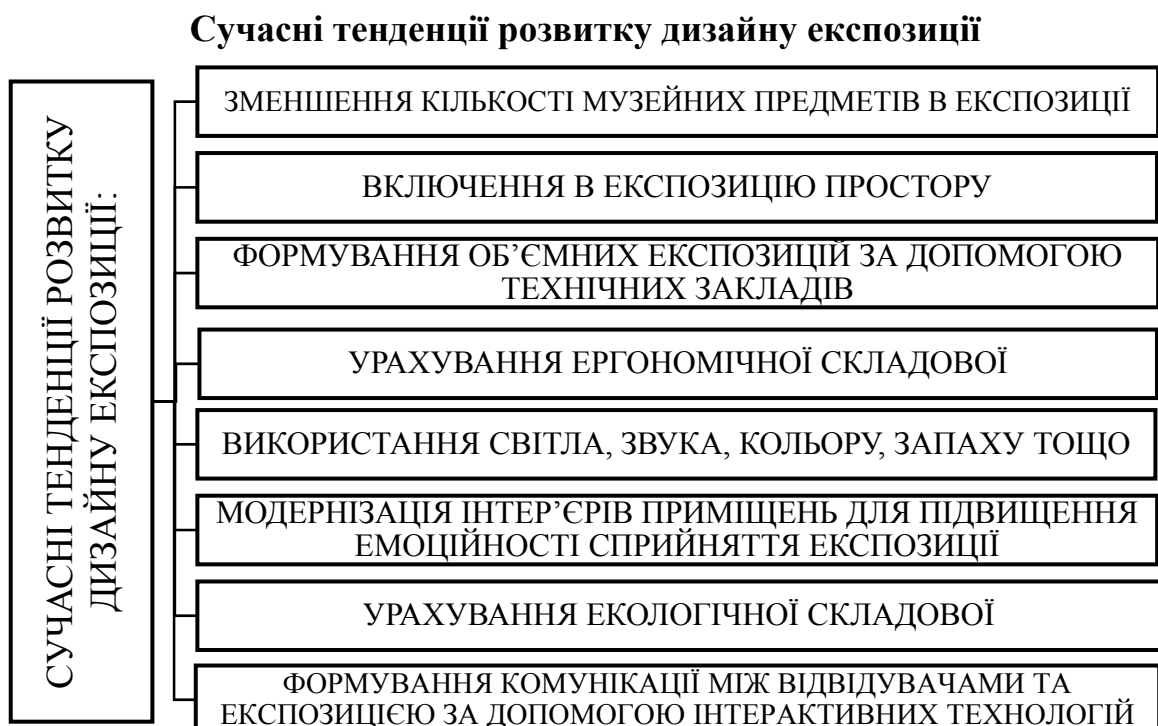 Сучасні тенденції розвитку дизайну експозиції
СУЧАСНІ ТЕНДЕНЦІЇ РОЗВИТКУ
ДИЗАЙНУ ЕКСПОЗИЦІЇ:
ЗМЕНШЕННЯ КІЛЬКОСТІ МУЗЕЙНИХ ПРЕДМЕТІВ В ЕКСПОЗИЦІЇ
ВКЛЮЧЕННЯ В ЕКСПОЗИЦІЮ ПРОСТОРУ
ФОРМУВАННЯ ОБ’ЄМНИХ ЕКСПОЗИЦІЙ ЗА ДОПОМОГОЮ
ТЕХНІЧНИХ ЗАКЛАДІВ
УРАХУВАННЯ ЕРГОНОМІЧНОЇ СКЛАДОВОЇ
ВИКОРИСТАННЯ СВІТЛА, ЗВУКА, КОЛЬОРУ, ЗАПАХУ ТОЩО
МОДЕРНІЗАЦІЯ ІНТЕР’ЄРІВ ПРИМІЩЕНЬ ДЛЯ ПІДВИЩЕННЯ
ЕМОЦІЙНОСТІ СПРИЙНЯТТЯ ЕКСПОЗИЦІЇ
УРАХУВАННЯ ЕКОЛОГІЧНОЇ СКЛАДОВОЇ
ФОРМУВАННЯ КОМУНІКАЦІЇ МІЖ ВІДВІДУВАЧАМИ ТА
ЕКСПОЗИЦІЄЮ ЗА ДОПОМОГОЮ ІНТЕРАКТИВНИХ ТЕХНОЛОГІЙ